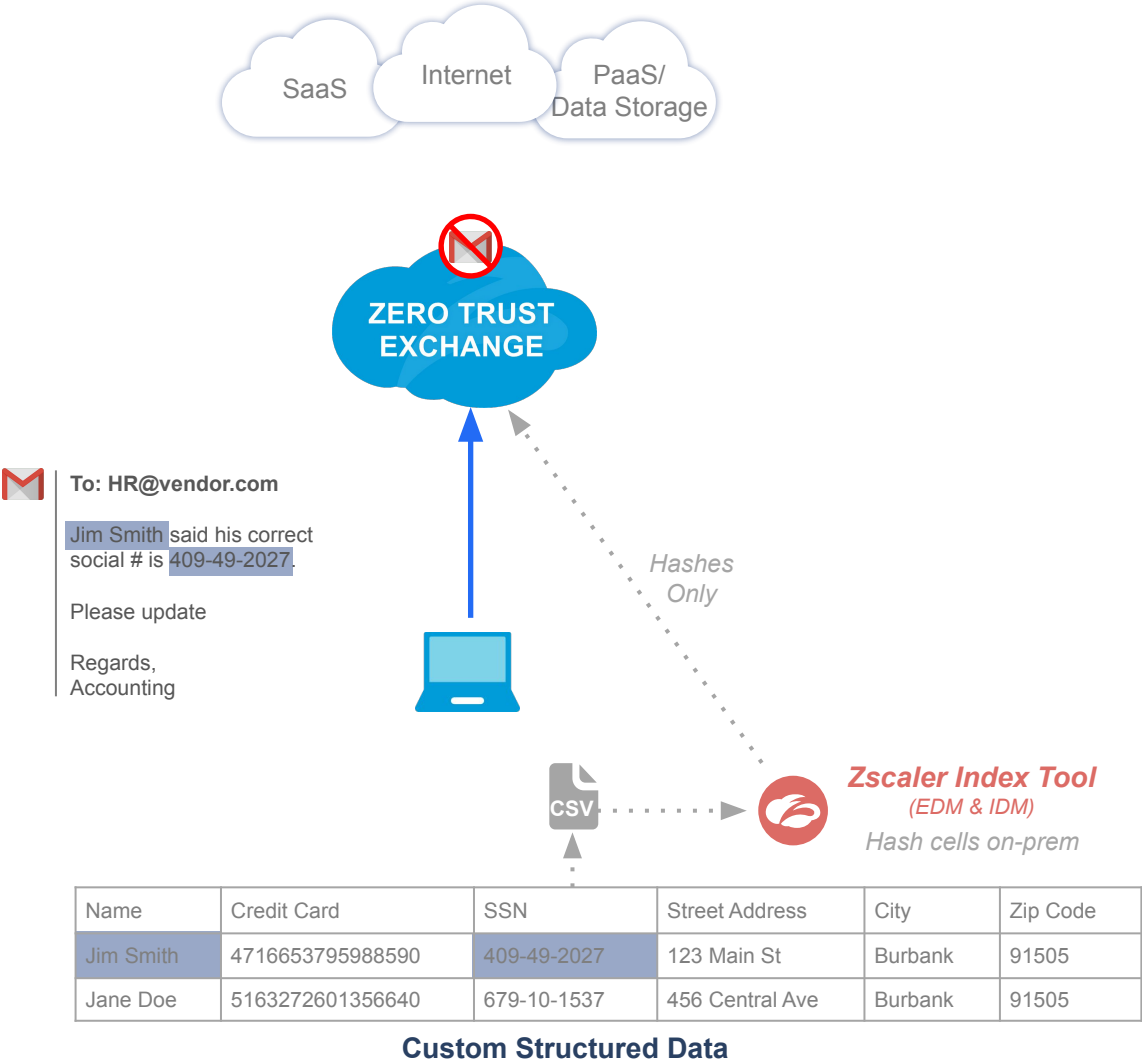 SaaS
Internet
PaaS/
Data Storage
ZERO TRUST
EXCHANGE
To: HR@vendor.com
Jim Smith said his correct
social # is 409-49-2027.
Please update
Regards,
Accounting
Hashes
Only
CSV
Zscaler Index Tool
(EDM & IDM)
Hash cells on-prem
Name Credit Card SSN Street Address City Zip Code
Jim Smith 4716653795988590 409-49-2027 123 Main St Burbank 91505
Jane Doe 5163272601356640 679-10-1537 456 Central Ave Burbank 91505
Custom Structured Data